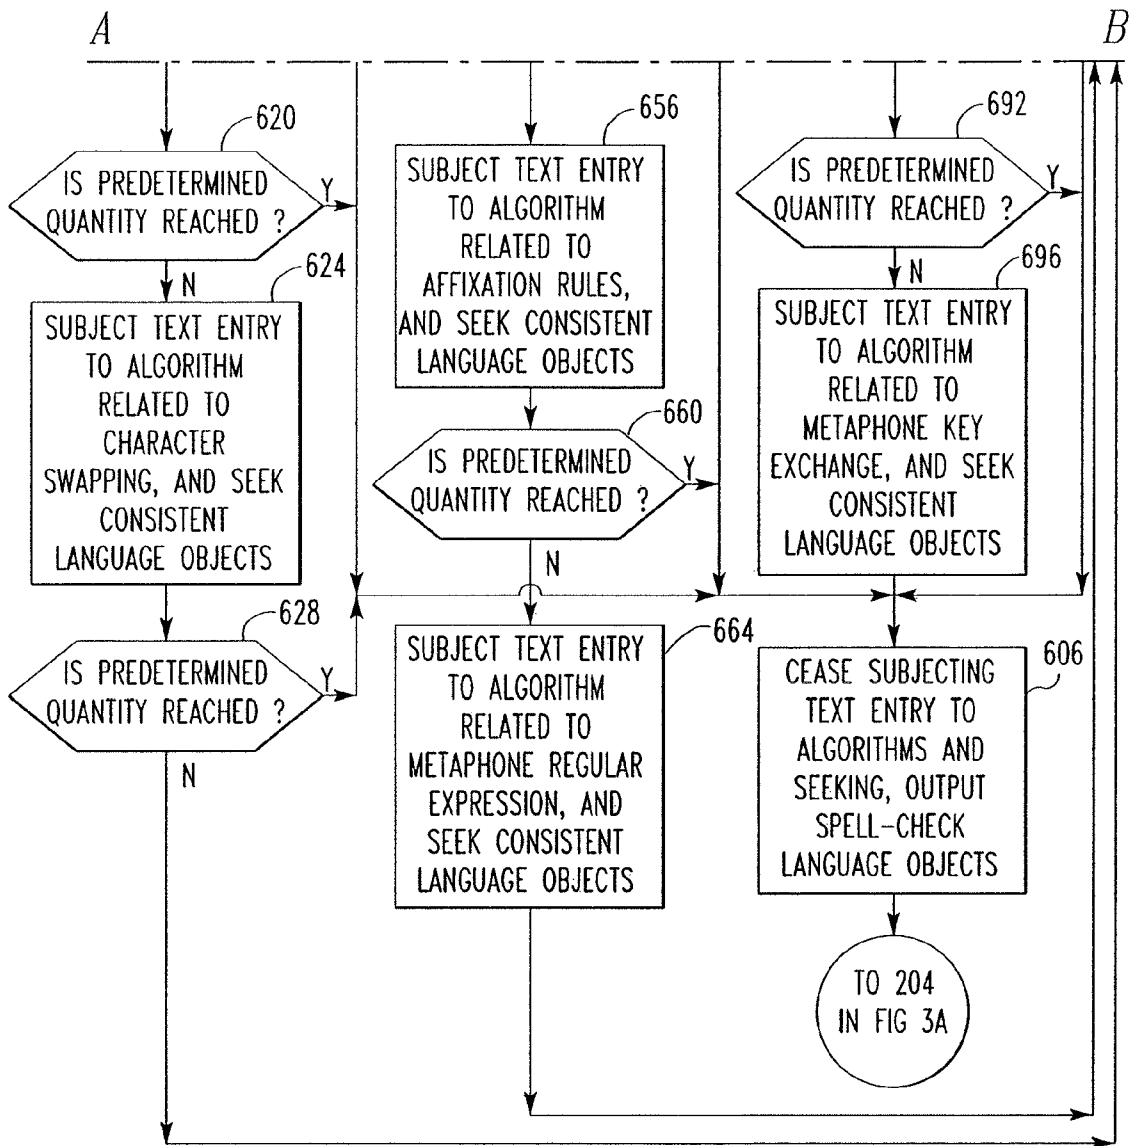 A
B
620
IS PREDETERMINED
QUANTITY REACHED ?
Y
N
624
SUBJECT TEXT ENTRY
TO ALGORITHM
RELATED TO
CHARACTER
SWAPPING, AND SEEK
CONSISTENT
LANGUAGE OBJECTS
628
IS PREDETERMINED
QUANTITY REACHED ?
Y
N
656
SUBJECT TEXT ENTRY
TO ALGORITHM
RELATED TO
AFFIXATION RULES,
AND SEEK CONSISTENT
LANGUAGE OBJECTS
660
IS PREDETERMINED
QUANTITY REACHED ?
Y
N
664
SUBJECT TEXT ENTRY
TO ALGORITHM
RELATED TO
METAPHONE REGULAR
EXPRESSION, AND
SEEK CONSISTENT
LANGUAGE OBJECTS
692
IS PREDETERMINED
QUANTITY REACHED ?
Y
N
696
SUBJECT TEXT ENTRY
TO ALGORITHM
RELATED TO
METAPHONE KEY
EXCHANGE, AND SEEK
CONSISTENT
LANGUAGE OBJECTS
606
CEASE SUBJECTING
TEXT ENTRY TO
ALGORITHMS AND
SEEKING, OUTPUT
SPELL-CHECK
LANGUAGE OBJECTS
TO 204
IN FIG 3A